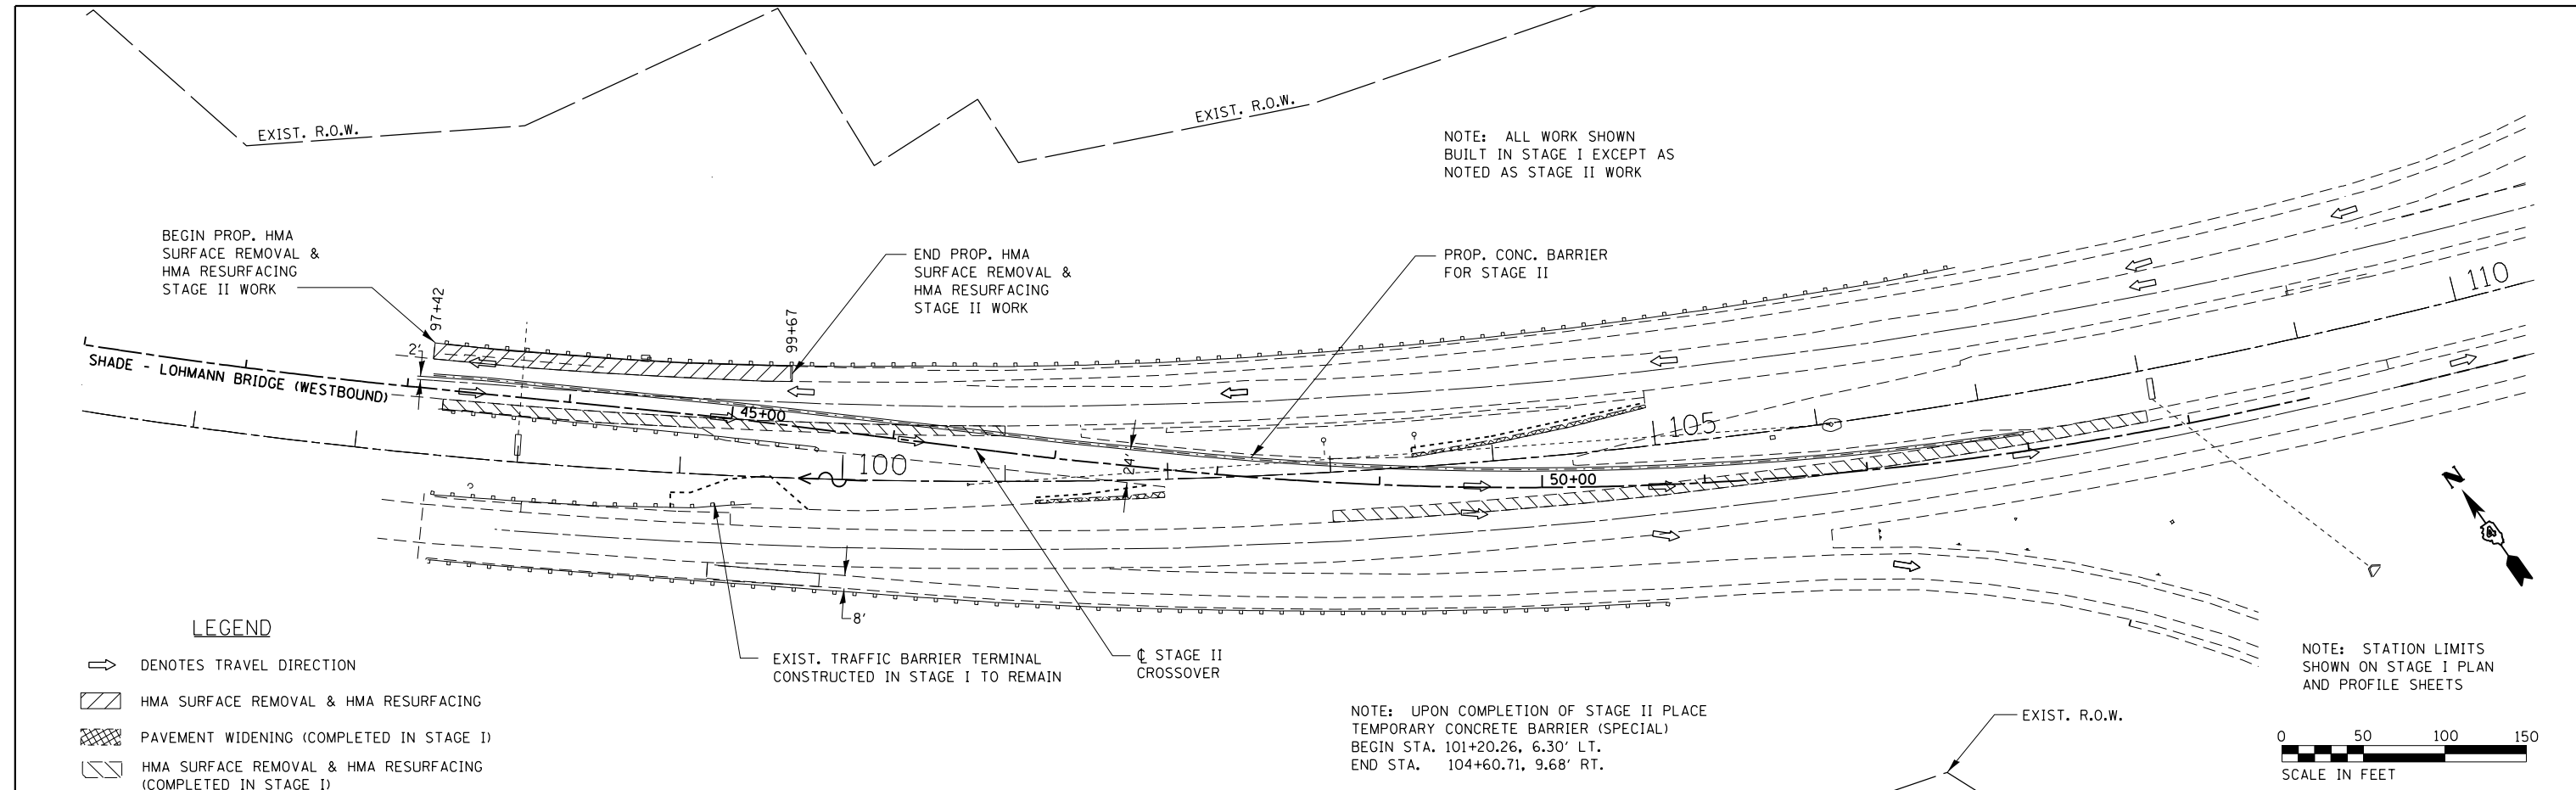 EXIST. R.O.W.
EXIST. R.O.W.
NOTE: ALL WORK SHOWN
BUILT IN STAGE I EXCEPT AS
NOTED AS STAGE II WORK
BEGIN PROP. HMA
SURFACE REMOVAL &
HMA RESURFACING
STAGE II WORK
END PROP. HMA
SURFACE REMOVAL &
HMA RESURFACING
STAGE II WORK
PROP. CONC. BARRIER
FOR STAGE II
97+42
99+67
110
2'
SHADE - LOHMANN BRIDGE (WESTBOUND)
45+00
105
100
24'
50+00
N
8'
EXIST. TRAFFIC BARRIER TERMINAL
CONSTRUCTED IN STAGE I TO REMAIN
℄ STAGE II
CROSSOVER
NOTE: STATION LIMITS
SHOWN ON STAGE I PLAN
AND PROFILE SHEETS
LEGEND
DENOTES TRAVEL DIRECTION
HMA SURFACE REMOVAL & HMA RESURFACING
PAVEMENT WIDENING (COMPLETED IN STAGE I)
HMA SURFACE REMOVAL & HMA RESURFACING
(COMPLETED IN STAGE I)
NOTE: UPON COMPLETION OF STAGE II PLACE
TEMPORARY CONCRETE BARRIER (SPECIAL)
BEGIN STA. 101+20.26, 6.30' LT.
END STA. 104+60.71, 9.68' RT.
EXIST. R.O.W.
0 50 100 150
SCALE IN FEET